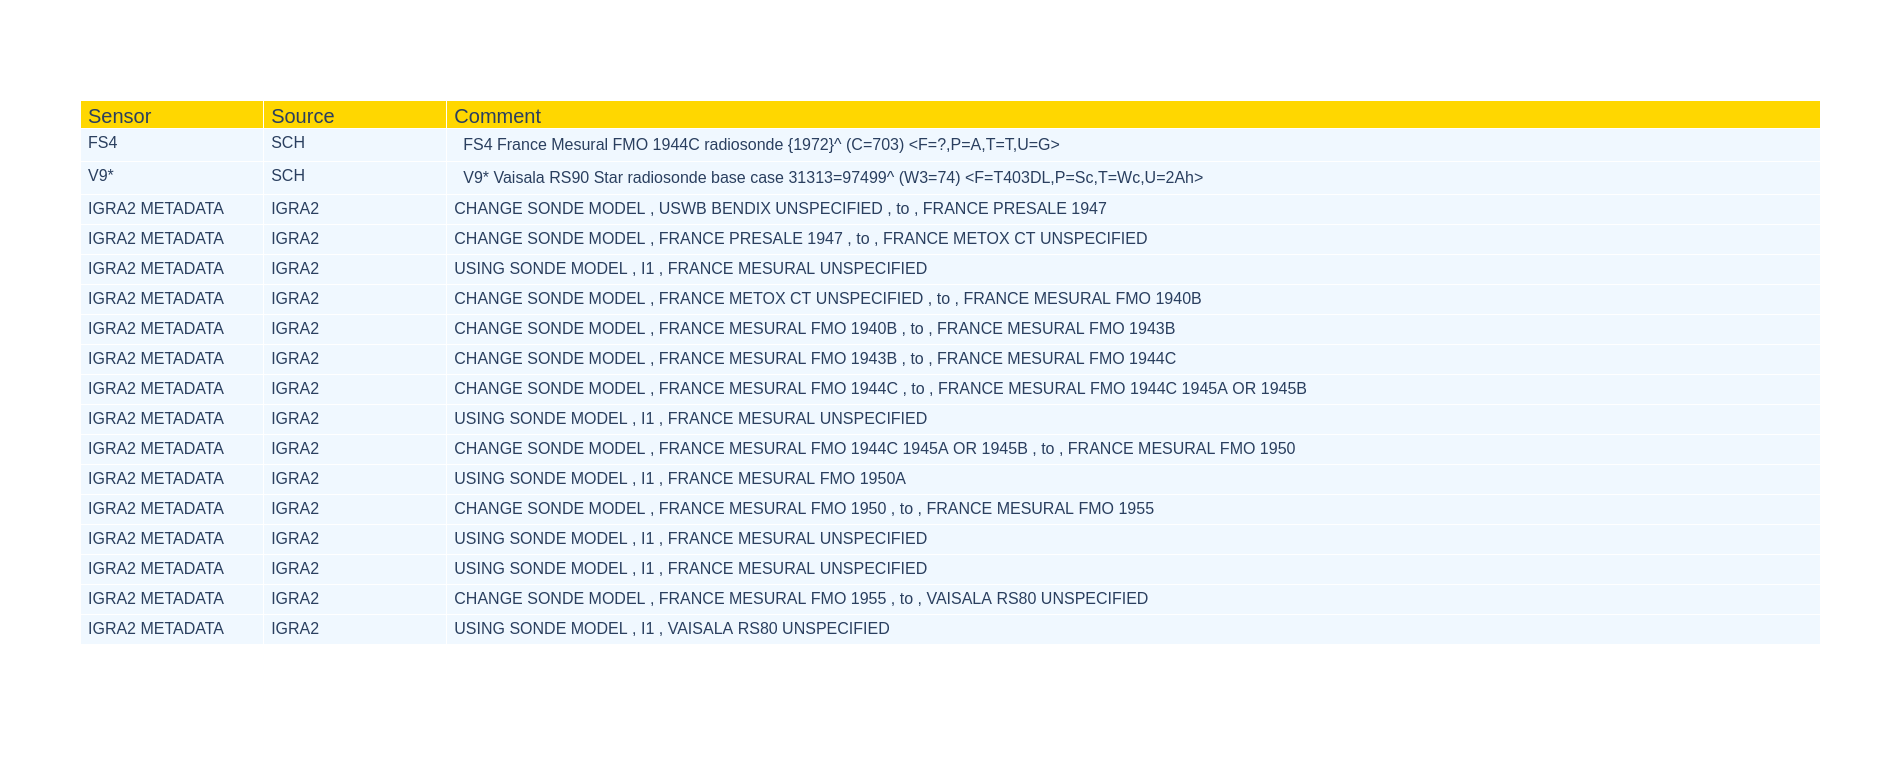 Sensor Source Comment
FS4 SCH FS4 France Mesural FMO 1944C radiosonde {1972}^ (C=703) <F=?,P=A,T=T,U=G>
V9* SCH V9* Vaisala RS90 Star radiosonde base case 31313=97499^ (W3=74) <F=T403DL,P=Sc,T=Wc,U=2Ah>
IGRA2 METADATA IGRA2 CHANGE SONDE MODEL , USWB BENDIX UNSPECIFIED , to , FRANCE PRESALE 1947
IGRA2 METADATA IGRA2 CHANGE SONDE MODEL , FRANCE PRESALE 1947 , to , FRANCE METOX CT UNSPECIFIED
IGRA2 METADATA IGRA2 USING SONDE MODEL , I1 , FRANCE MESURAL UNSPECIFIED
IGRA2 METADATA IGRA2 CHANGE SONDE MODEL , FRANCE METOX CT UNSPECIFIED , to , FRANCE MESURAL FMO 1940B
IGRA2 METADATA IGRA2 CHANGE SONDE MODEL , FRANCE MESURAL FMO 1940B , to , FRANCE MESURAL FMO 1943B
IGRA2 METADATA IGRA2 CHANGE SONDE MODEL , FRANCE MESURAL FMO 1943B , to , FRANCE MESURAL FMO 1944C
IGRA2 METADATA IGRA2 CHANGE SONDE MODEL , FRANCE MESURAL FMO 1944C , to , FRANCE MESURAL FMO 1944C 1945A OR 1945B
IGRA2 METADATA IGRA2 USING SONDE MODEL , I1 , FRANCE MESURAL UNSPECIFIED
IGRA2 METADATA IGRA2 CHANGE SONDE MODEL , FRANCE MESURAL FMO 1944C 1945A OR 1945B , to , FRANCE MESURAL FMO 1950
IGRA2 METADATA IGRA2 USING SONDE MODEL , I1 , FRANCE MESURAL FMO 1950A
IGRA2 METADATA IGRA2 CHANGE SONDE MODEL , FRANCE MESURAL FMO 1950 , to , FRANCE MESURAL FMO 1955
IGRA2 METADATA IGRA2 USING SONDE MODEL , I1 , FRANCE MESURAL UNSPECIFIED
IGRA2 METADATA IGRA2 USING SONDE MODEL , I1 , FRANCE MESURAL UNSPECIFIED
IGRA2 METADATA IGRA2 CHANGE SONDE MODEL , FRANCE MESURAL FMO 1955 , to , VAISALA RS80 UNSPECIFIED
IGRA2 METADATA IGRA2 USING SONDE MODEL , I1 , VAISALA RS80 UNSPECIFIED